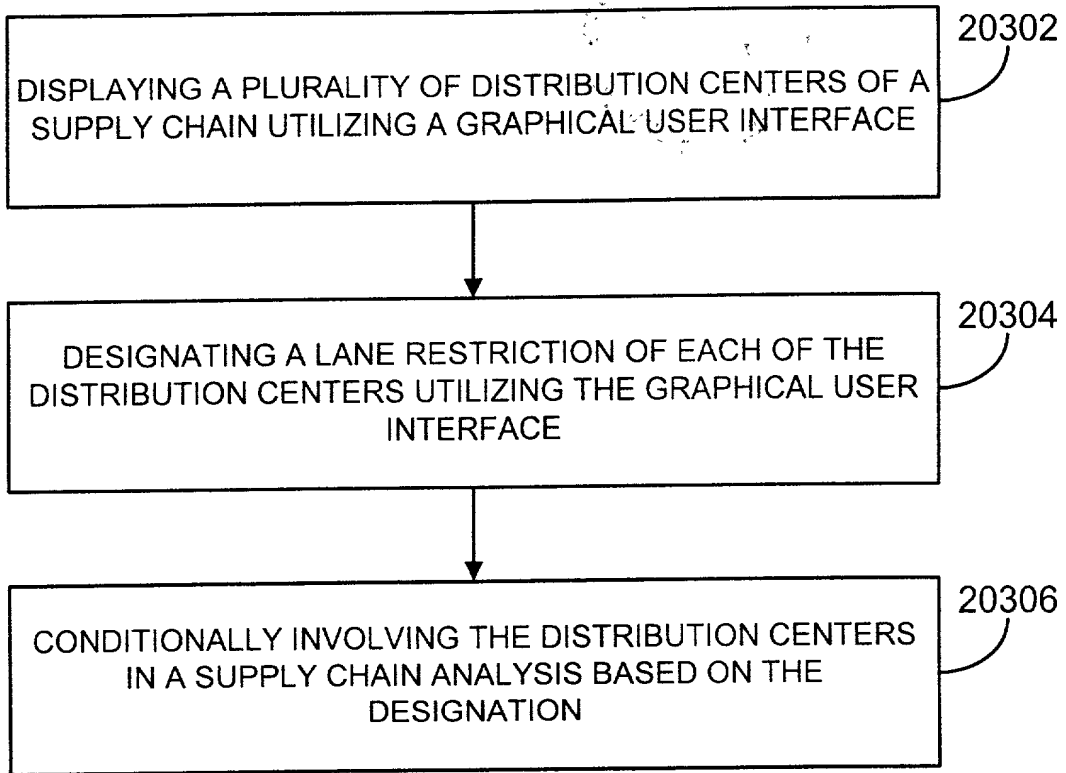 20302
DISPLAYING A PLURALITY OF DISTRIBUTION CENTERS OF A
SUPPLY CHAIN UTILIZING A GRAPHICAL USER INTERFACE
20304
DESIGNATING A LANE RESTRICTION OF EACH OF THE
DISTRIBUTION CENTERS UTILIZING THE GRAPHICAL USER
INTERFACE
20306
CONDITIONALLY INVOLVING THE DISTRIBUTION CENTERS
IN A SUPPLY CHAIN ANALYSIS BASED ON THE
DESIGNATION